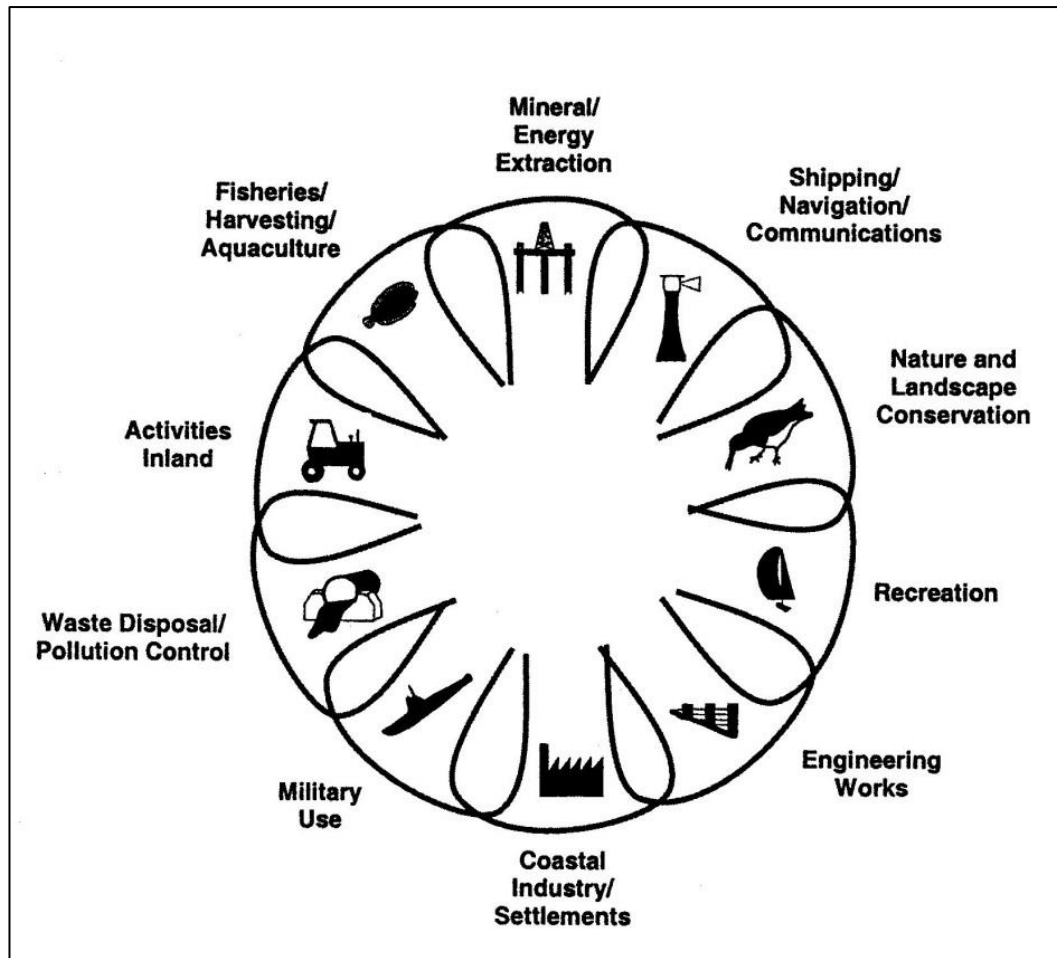 Mineral/
Energy
Extraction
Shipping/
Navigation/
Communications
Nature and
Landscape
Conservation
Recreation
Engineering
Works
Coastal
Industry/
Settlements
Military
Use
Waste Disposal/
Pollution Control
Activities
Inland
Fisheries/
Harvesting/
Aquaculture